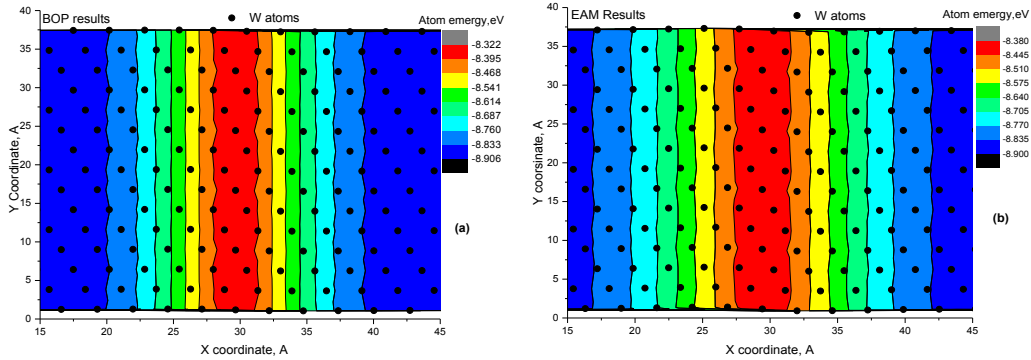 BOP results
W atoms
Atom emergy,eV
-8.322
-8.395
-8.468
-8.541
-8.614
-8.687
-8.760
-8.833
-8.906
(a)
40
35
30
25
20
15
10
5
0
Y Coordinate, A
15 20 25 30 35 40 45
X coordinate, A
EAM Results
W atoms
Atom energy,eV
-8.380
-8.445
-8.510
-8.575
-8.640
-8.705
-8.770
-8.835
-8.900
(b)
40
35
30
25
20
15
10
5
0
Y coorsinate, A
15 20 25 30 35 40 45
X coordinate, A